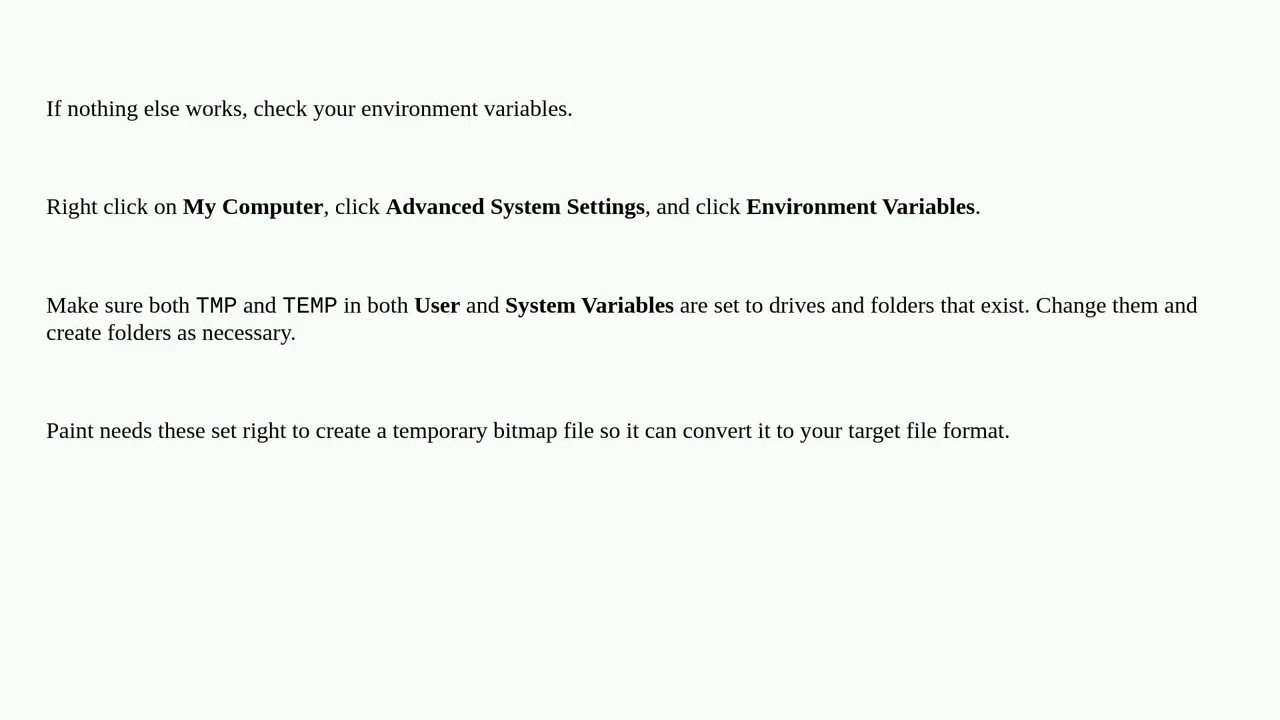 If nothing else works, check your environment variables.
Right click on My Computer, click Advanced System Settings, and click Environment Variables.
Make sure both TMP and TEMP in both User and System Variables are set to drives and folders that exist. Change them and
create folders as necessary.
Paint needs these set right to create a temporary bitmap file so it can convert it to your target file format.